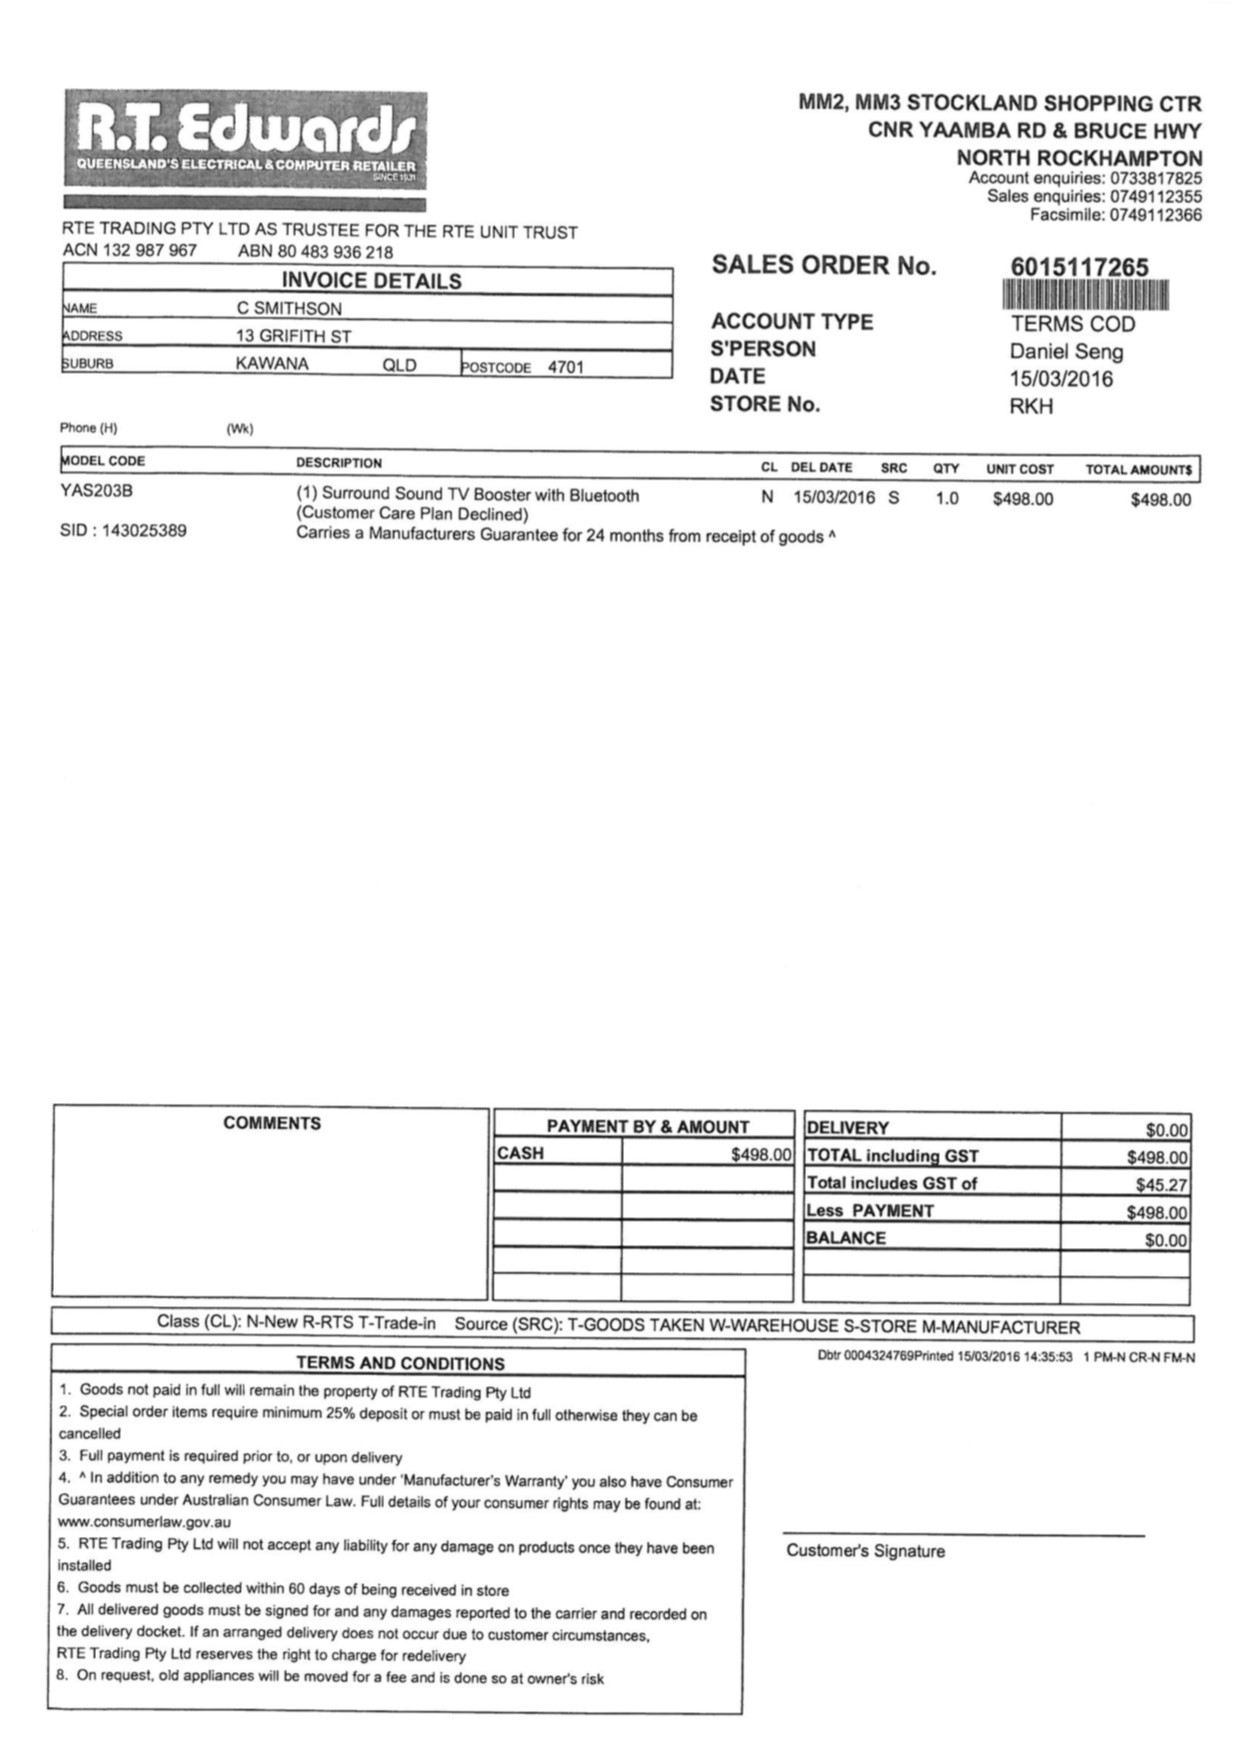 R.T. Edwards
QUEENSLAND'S ELECTRICAL & COMPUTER RETAILER
SINCE 1931
MM2, MM3 STOCKLAND SHOPPING CTR
CNR YAAMBA RD & BRUCE HWY
NORTH ROCKHAMPTON
Account enquiries: 0733817825
Sales enquiries: 0749112355
Facsimile: 0749112366
RTE TRADING PTY LTD AS TRUSTEE FOR THE RTE UNIT TRUST
ACN 132 987 967 ABN 80 483 936 218
INVOICE DETAILS
NAME C SMITHSON
ADDRESS 13 GRIFITH ST
SUBURB KAWANA QLD POSTCODE 4701
SALES ORDER No. 6015117265
ACCOUNT TYPE TERMS COD
S'PERSON Daniel Seng
DATE 15/03/2016
STORE No. RKH
Phone (H) (Wk)
MODEL CODE DESCRIPTION CL DEL DATE SRC QTY UNIT COST TOTAL AMOUNT$
YAS203B (1) Surround Sound TV Booster with Bluetooth N 15/03/2016 S 1.0 $498.00 $498.00
(Customer Care Plan Declined)
SID : 143025389 Carries a Manufacturers Guarantee for 24 months from receipt of goods ^
COMMENTS
PAYMENT BY & AMOUNT
CASH $498.00
DELIVERY $0.00
TOTAL including GST $498.00
Total includes GST of $45.27
Less PAYMENT $498.00
BALANCE $0.00
Class (CL): N-New R-RTS T-Trade-in Source (SRC): T-GOODS TAKEN W-WAREHOUSE S-STORE M-MANUFACTURER
Dbtr 0004324769Printed 15/03/2016 14:35:53 1 PM-N CR-N FM-N
TERMS AND CONDITIONS
1. Goods not paid in full will remain the property of RTE Trading Pty Ltd
2. Special order items require minimum 25% deposit or must be paid in full otherwise they can be
cancelled
3. Full payment is required prior to, or upon delivery
4. ^ In addition to any remedy you may have under 'Manufacturer's Warranty' you also have Consumer
Guarantees under Australian Consumer Law. Full details of your consumer rights may be found at:
www.consumerlaw.gov.au
5. RTE Trading Pty Ltd will not accept any liability for any damage on products once they have been
installed
6. Goods must be collected within 60 days of being received in store
7. All delivered goods must be signed for and any damages reported to the carrier and recorded on
the delivery docket. If an arranged delivery does not occur due to customer circumstances,
RTE Trading Pty Ltd reserves the right to charge for redelivery
8. On request, old appliances will be moved for a fee and is done so at owner's risk
Customer's Signature